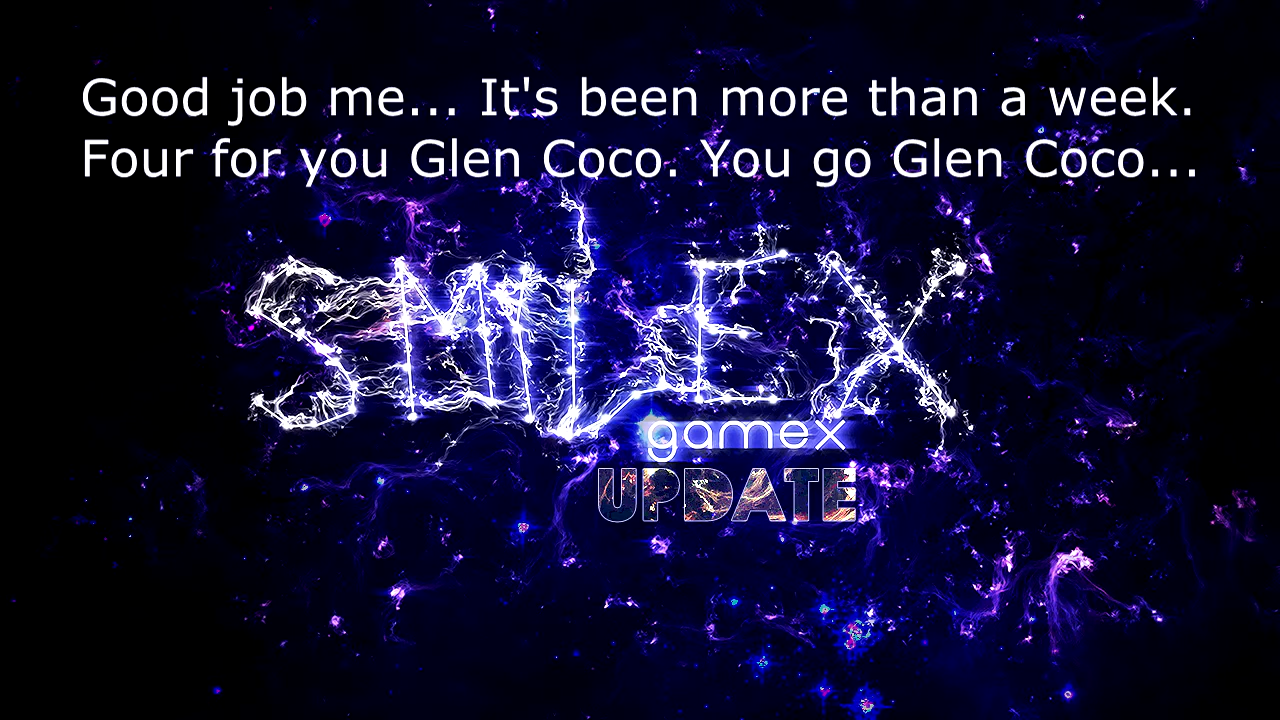 Good job me... It's been more than a week.
Four for you Glen Coco. You go Glen Coco...
SMILEX
gamex
UPDATE